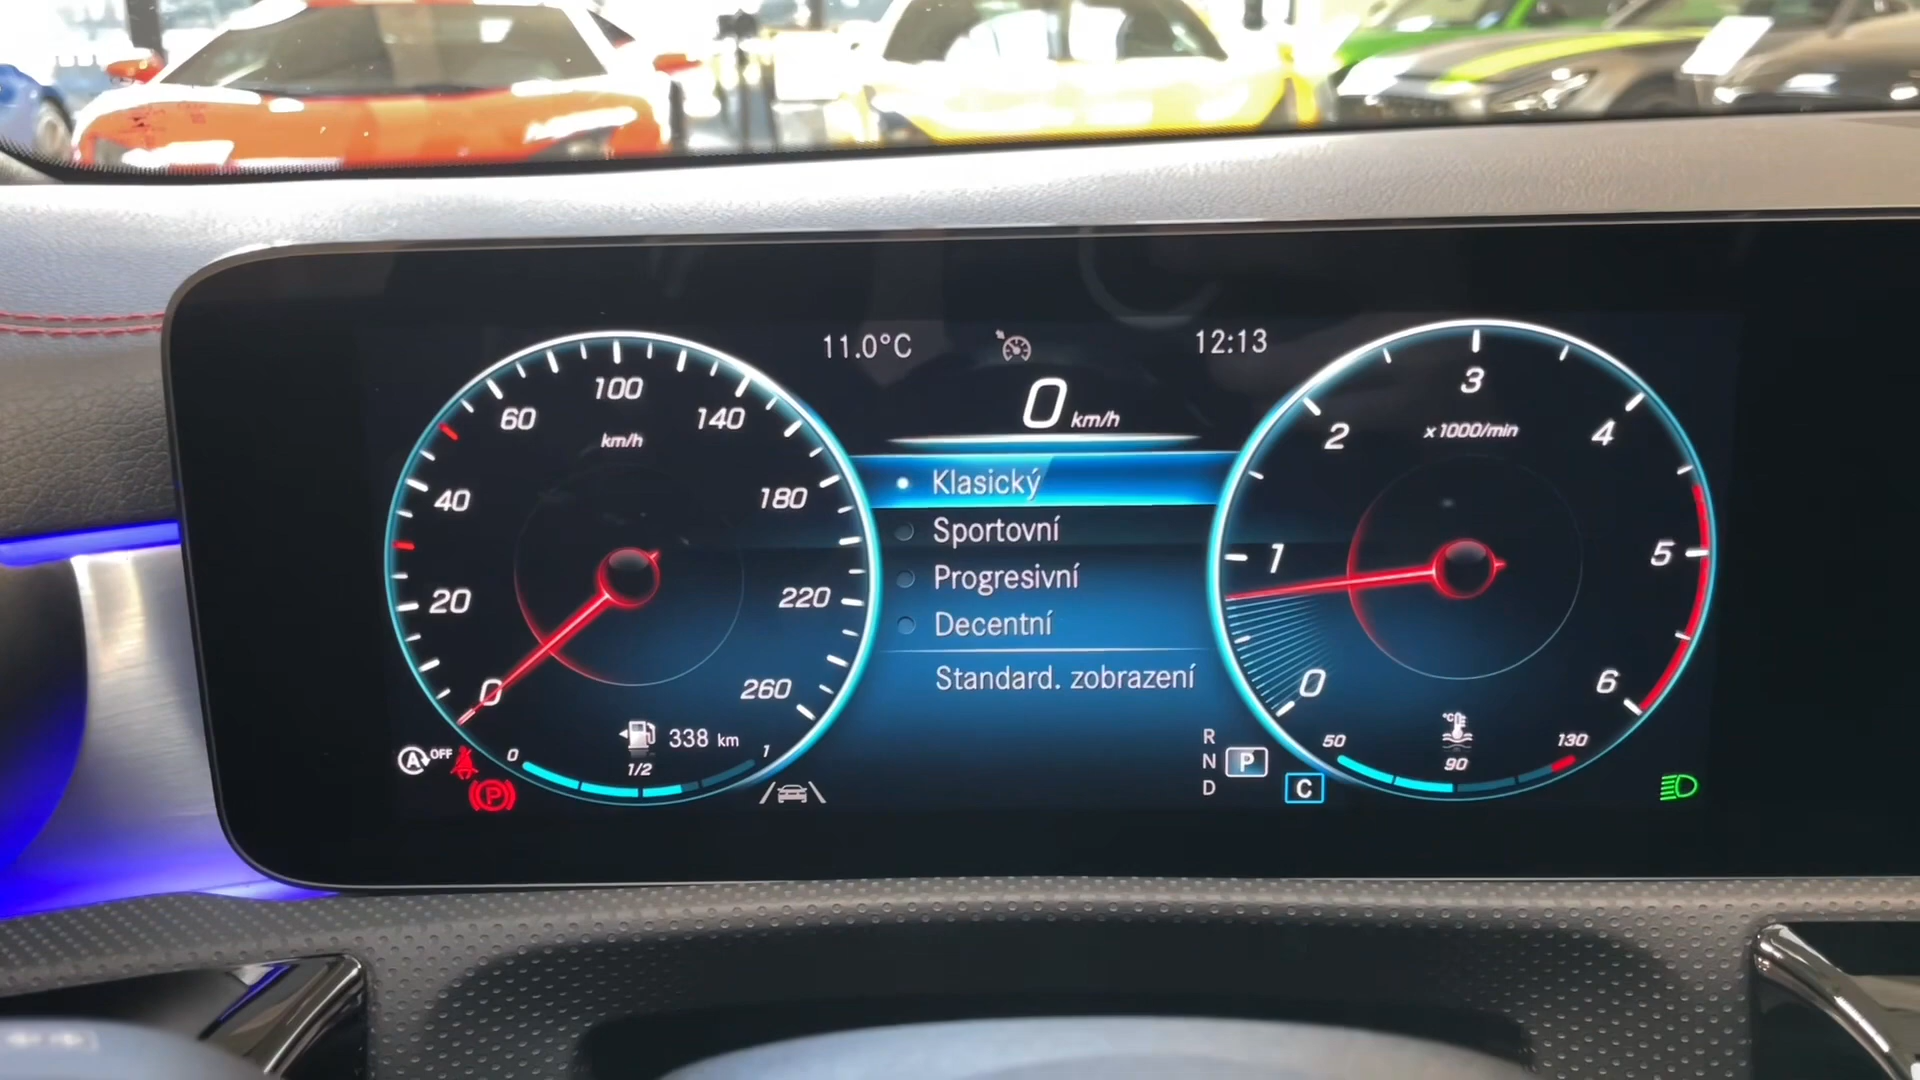 11.0°C
12:13
0 km/h
100
60
140
km/h
40
180
20
220
0
260
338 km
0
1/2
1
A OFF
P
Klasický
Sportovní
Progresivní
Decentní
Standard. zobrazení
R
N P
D
C
3
2
x1000/min
4
1
5
0
6
°C
50
90
130